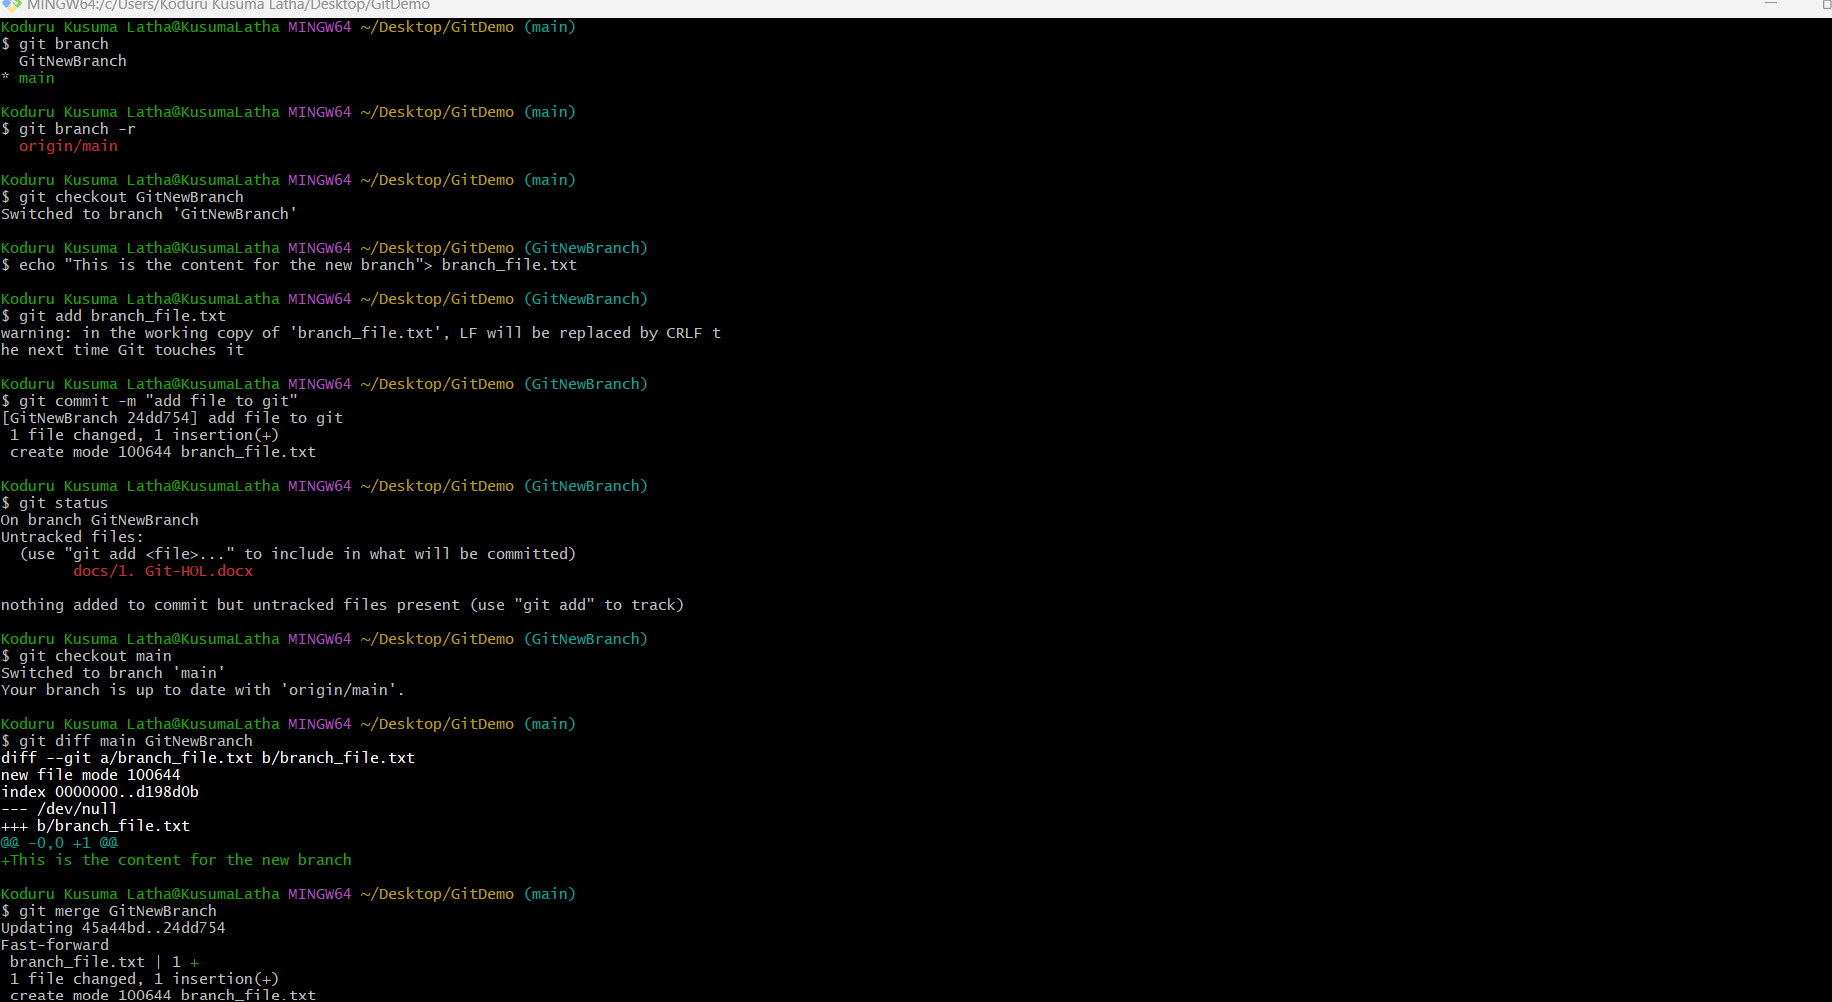 MINGW64:/c/Users/Koduru Kusuma Latha/Desktop/GitDemo
Koduru Kusuma Latha@KusumaLatha MINGW64 ~/Desktop/GitDemo (main)
$ git branch
  GitNewBranch
* main

Koduru Kusuma Latha@KusumaLatha MINGW64 ~/Desktop/GitDemo (main)
$ git branch -r
  origin/main

Koduru Kusuma Latha@KusumaLatha MINGW64 ~/Desktop/GitDemo (main)
$ git checkout GitNewBranch
Switched to branch 'GitNewBranch'

Koduru Kusuma Latha@KusumaLatha MINGW64 ~/Desktop/GitDemo (GitNewBranch)
$ echo "This is the content for the new branch"> branch_file.txt

Koduru Kusuma Latha@KusumaLatha MINGW64 ~/Desktop/GitDemo (GitNewBranch)
$ git add branch_file.txt
warning: in the working copy of 'branch_file.txt', LF will be replaced by CRLF t
he next time Git touches it

Koduru Kusuma Latha@KusumaLatha MINGW64 ~/Desktop/GitDemo (GitNewBranch)
$ git commit -m "add file to git"
[GitNewBranch 24dd754] add file to git
 1 file changed, 1 insertion(+)
 create mode 100644 branch_file.txt

Koduru Kusuma Latha@KusumaLatha MINGW64 ~/Desktop/GitDemo (GitNewBranch)
$ git status
On branch GitNewBranch
Untracked files:
  (use "git add <file>..." to include in what will be committed)
        docs/1. Git-HOL.docx

nothing added to commit but untracked files present (use "git add" to track)

Koduru Kusuma Latha@KusumaLatha MINGW64 ~/Desktop/GitDemo (GitNewBranch)
$ git checkout main
Switched to branch 'main'
Your branch is up to date with 'origin/main'.

Koduru Kusuma Latha@KusumaLatha MINGW64 ~/Desktop/GitDemo (main)
$ git diff main GitNewBranch
diff --git a/branch_file.txt b/branch_file.txt
new file mode 100644
index 0000000..d198d0b
--- /dev/null
+++ b/branch_file.txt
@@ -0,0 +1 @@
+This is the content for the new branch

Koduru Kusuma Latha@KusumaLatha MINGW64 ~/Desktop/GitDemo (main)
$ git merge GitNewBranch
Updating 45a44bd..24dd754
Fast-forward
 branch_file.txt | 1 +
 1 file changed, 1 insertion(+)
 create mode 100644 branch_file.txt